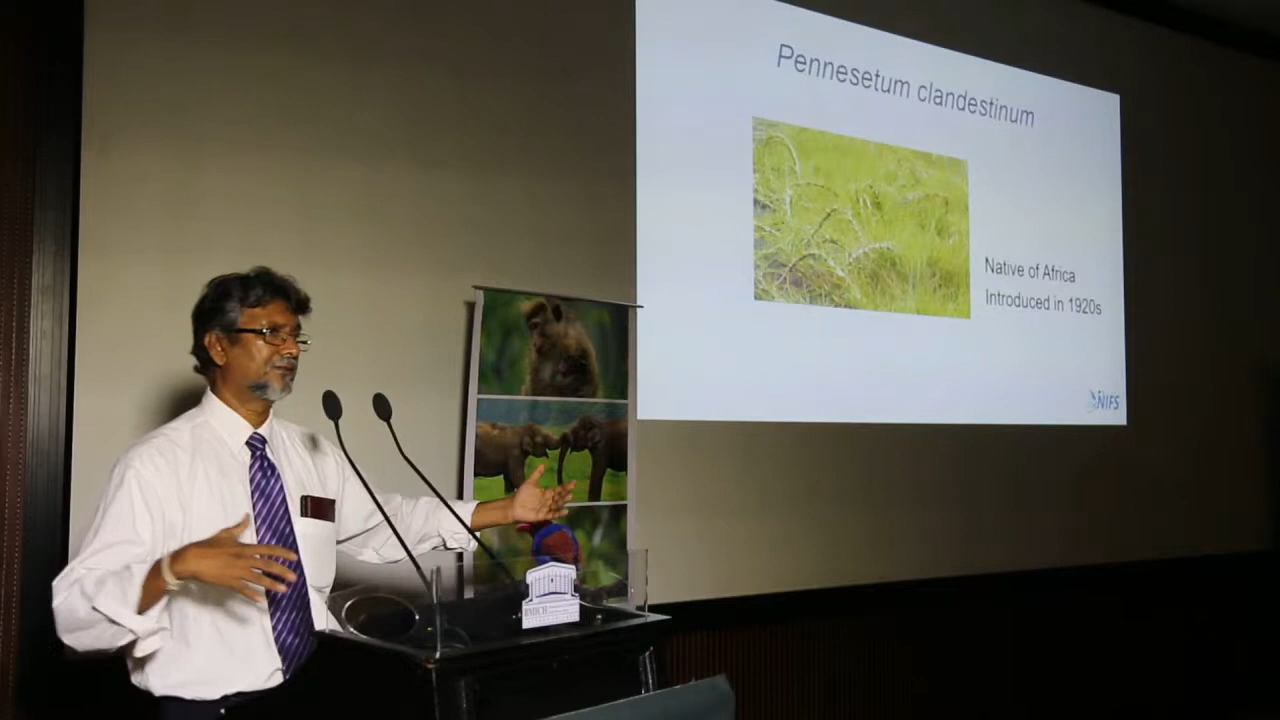 Pennesetum clandestinum
Native of Africa
Introduced in 1920s
NIFS
BMICH